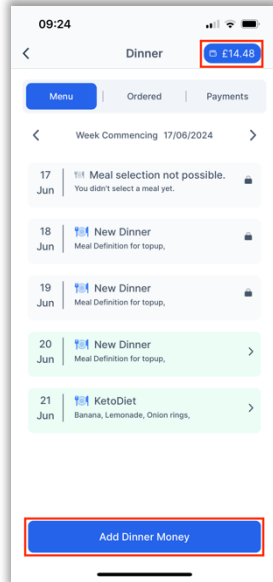 09:24
Dinner
£14.48
Menu
Ordered
Payments
Week Commencing 17/06/2024
17
Jun
Meal selection not possible.
You didn't select a meal yet.
18
Jun
New Dinner
Meal Definition for topup,
19
Jun
New Dinner
Meal Definition for topup,
20
Jun
New Dinner
Meal Definition for topup,
21
Jun
KetoDiet
Banana, Lemonade, Onion rings,
Add Dinner Money